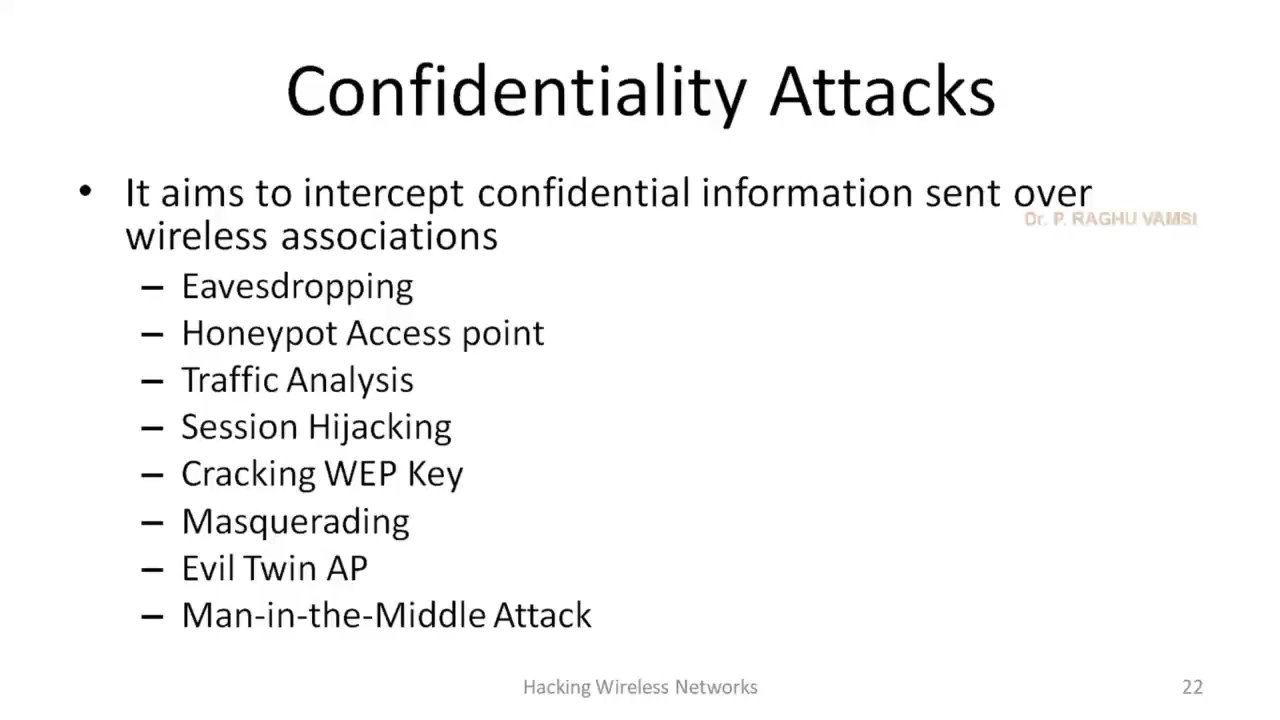 Confidentiality Attacks
• It aims to intercept confidential information sent over
wireless associations
Dr. P. RAGHU VAMSI
– Eavesdropping
– Honeypot Access point
– Traffic Analysis
– Session Hijacking
– Cracking WEP Key
– Masquerading
– Evil Twin AP
– Man-in-the-Middle Attack
Hacking Wireless Networks
22